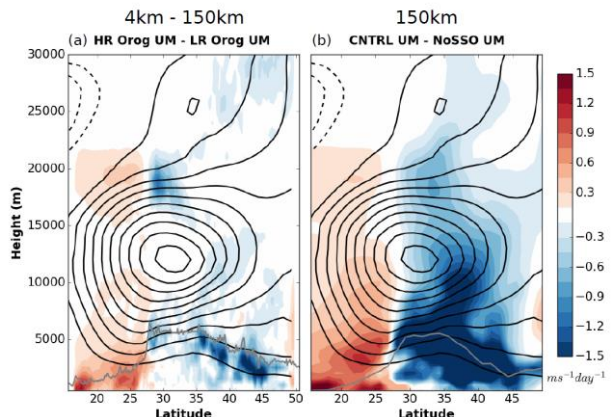 4km - 150km
150km
(a) HR Orog UM - LR Orog UM
(b) CNTRL UM - NoSSO UM
30000
25000
20000
15000
10000
5000
Height (m)
15 20 25 30 35 40 45 50
Latitude
20 25 30 35 40 45
Latitude
1.5
1.2
0.9
0.6
0.3
-0.3
-0.6
-0.9
-1.2
-1.5
ms⁻¹day⁻¹